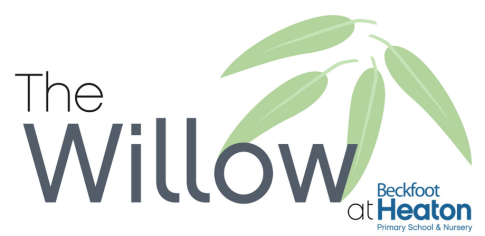 The
Willow
at Beckfoot
Heaton
Primary School & Nursery